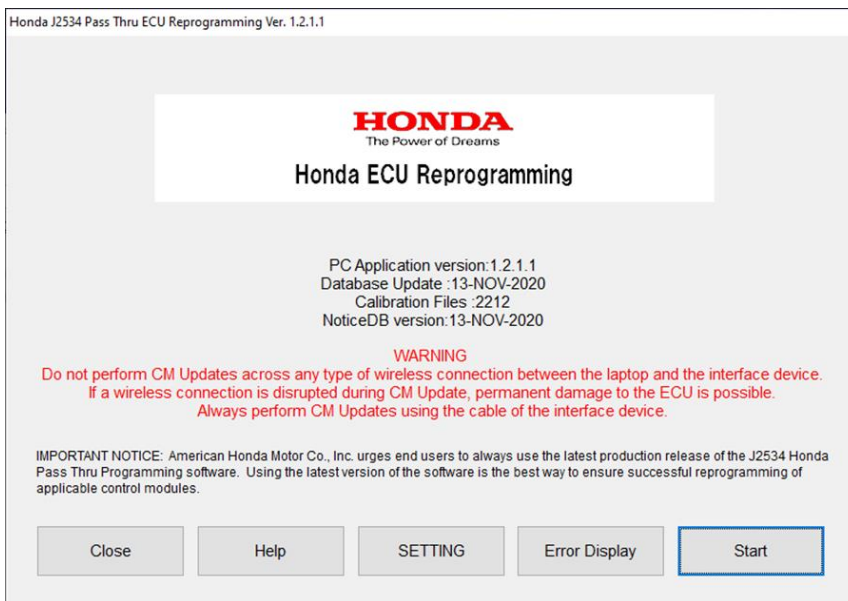 Honda J2534 Pass Thru ECU Reprogramming Ver. 1.2.1.1
HONDA
The Power of Dreams
Honda ECU Reprogramming
PC Application version:1.2.1.1
Database Update :13-NOV-2020
Calibration Files :2212
NoticeDB version:13-NOV-2020
WARNING
Do not perform CM Updates across any type of wireless connection between the laptop and the interface device.
If a wireless connection is disrupted during CM Update, permanent damage to the ECU is possible.
Always perform CM Updates using the cable of the interface device.
IMPORTANT NOTICE: American Honda Motor Co., Inc. urges end users to always use the latest production release of the J2534 Honda
Pass Thru Programming software. Using the latest version of the software is the best way to ensure successful reprogramming of
applicable control modules.
Close
Help
SETTING
Error Display
Start